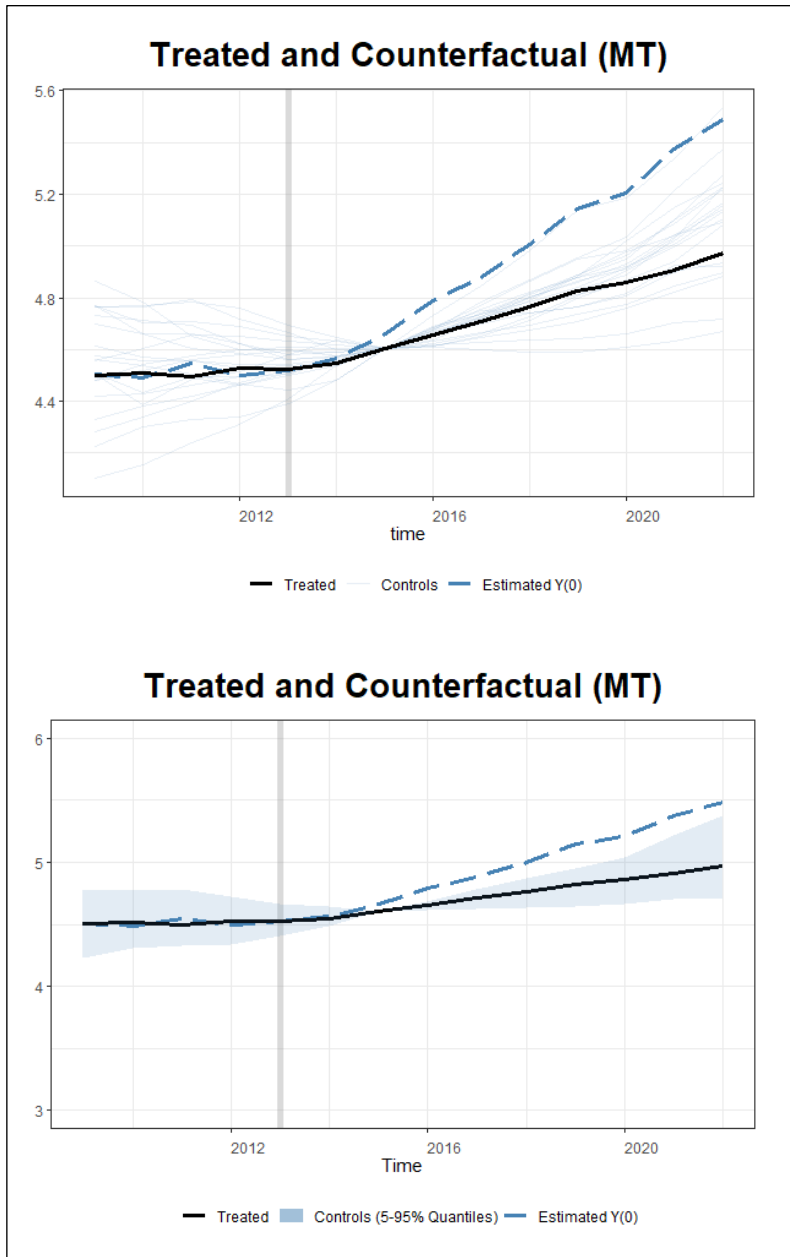 Treated and Counterfactual (MT)
5.6
5.2
4.8
4.4
2012 2016 2020
time
Treated Controls Estimated Y(0)
Treated and Counterfactual (MT)
6
5
4
3
2012 2016 2020
Time
Treated Controls (5-95% Quantiles) Estimated Y(0)